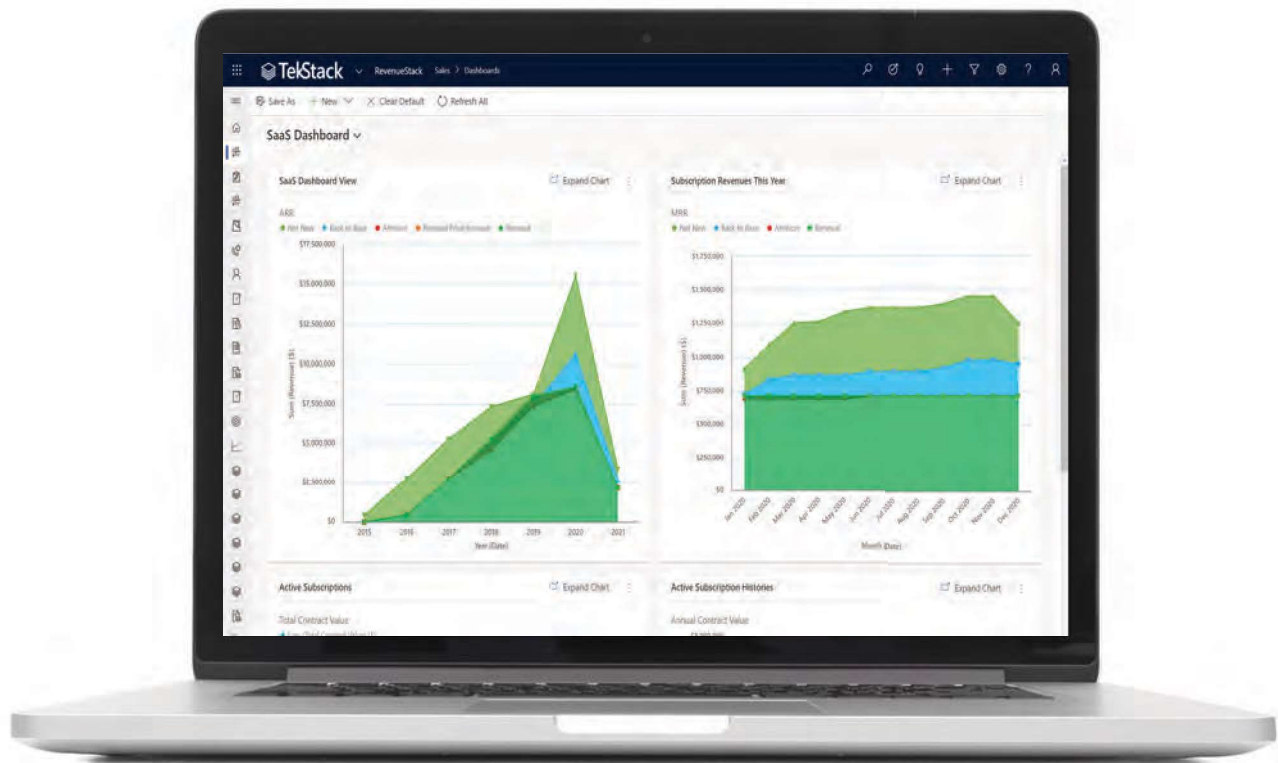 TekStack RevenueStack Sales > Dashboards
Save As New Clear Default Refresh All
SaaS Dashboard
SaaS Dashboard View Expand Chart
ARR
Net New Back to Base Attrition Renewal Price Increase Renewal
$17,500,000
$15,000,000
$12,500,000
$10,000,000
$7,500,000
$5,000,000
$2,500,000
$0
Sum (Revenue) ($)
2015 2016 2017 2018 2019 2020 2021
Year (Date)
Subscription Revenues This Year Expand Chart
MRR
Net New Back to Base Attrition Renewal
$1,750,000
$1,500,000
$1,250,000
$1,000,000
$750,000
$500,000
$250,000
$0
Sum (Revenue) ($)
Jan 2020 Feb 2020 Mar 2020 Apr 2020 May 2020 Jun 2020 Jul 2020 Aug 2020 Sep 2020 Oct 2020 Nov 2020 Dec 2020
Month (Date)
Active Subscriptions Expand Chart
Total Contract Value
Active Subscription Histories Expand Chart
Annual Contract Value